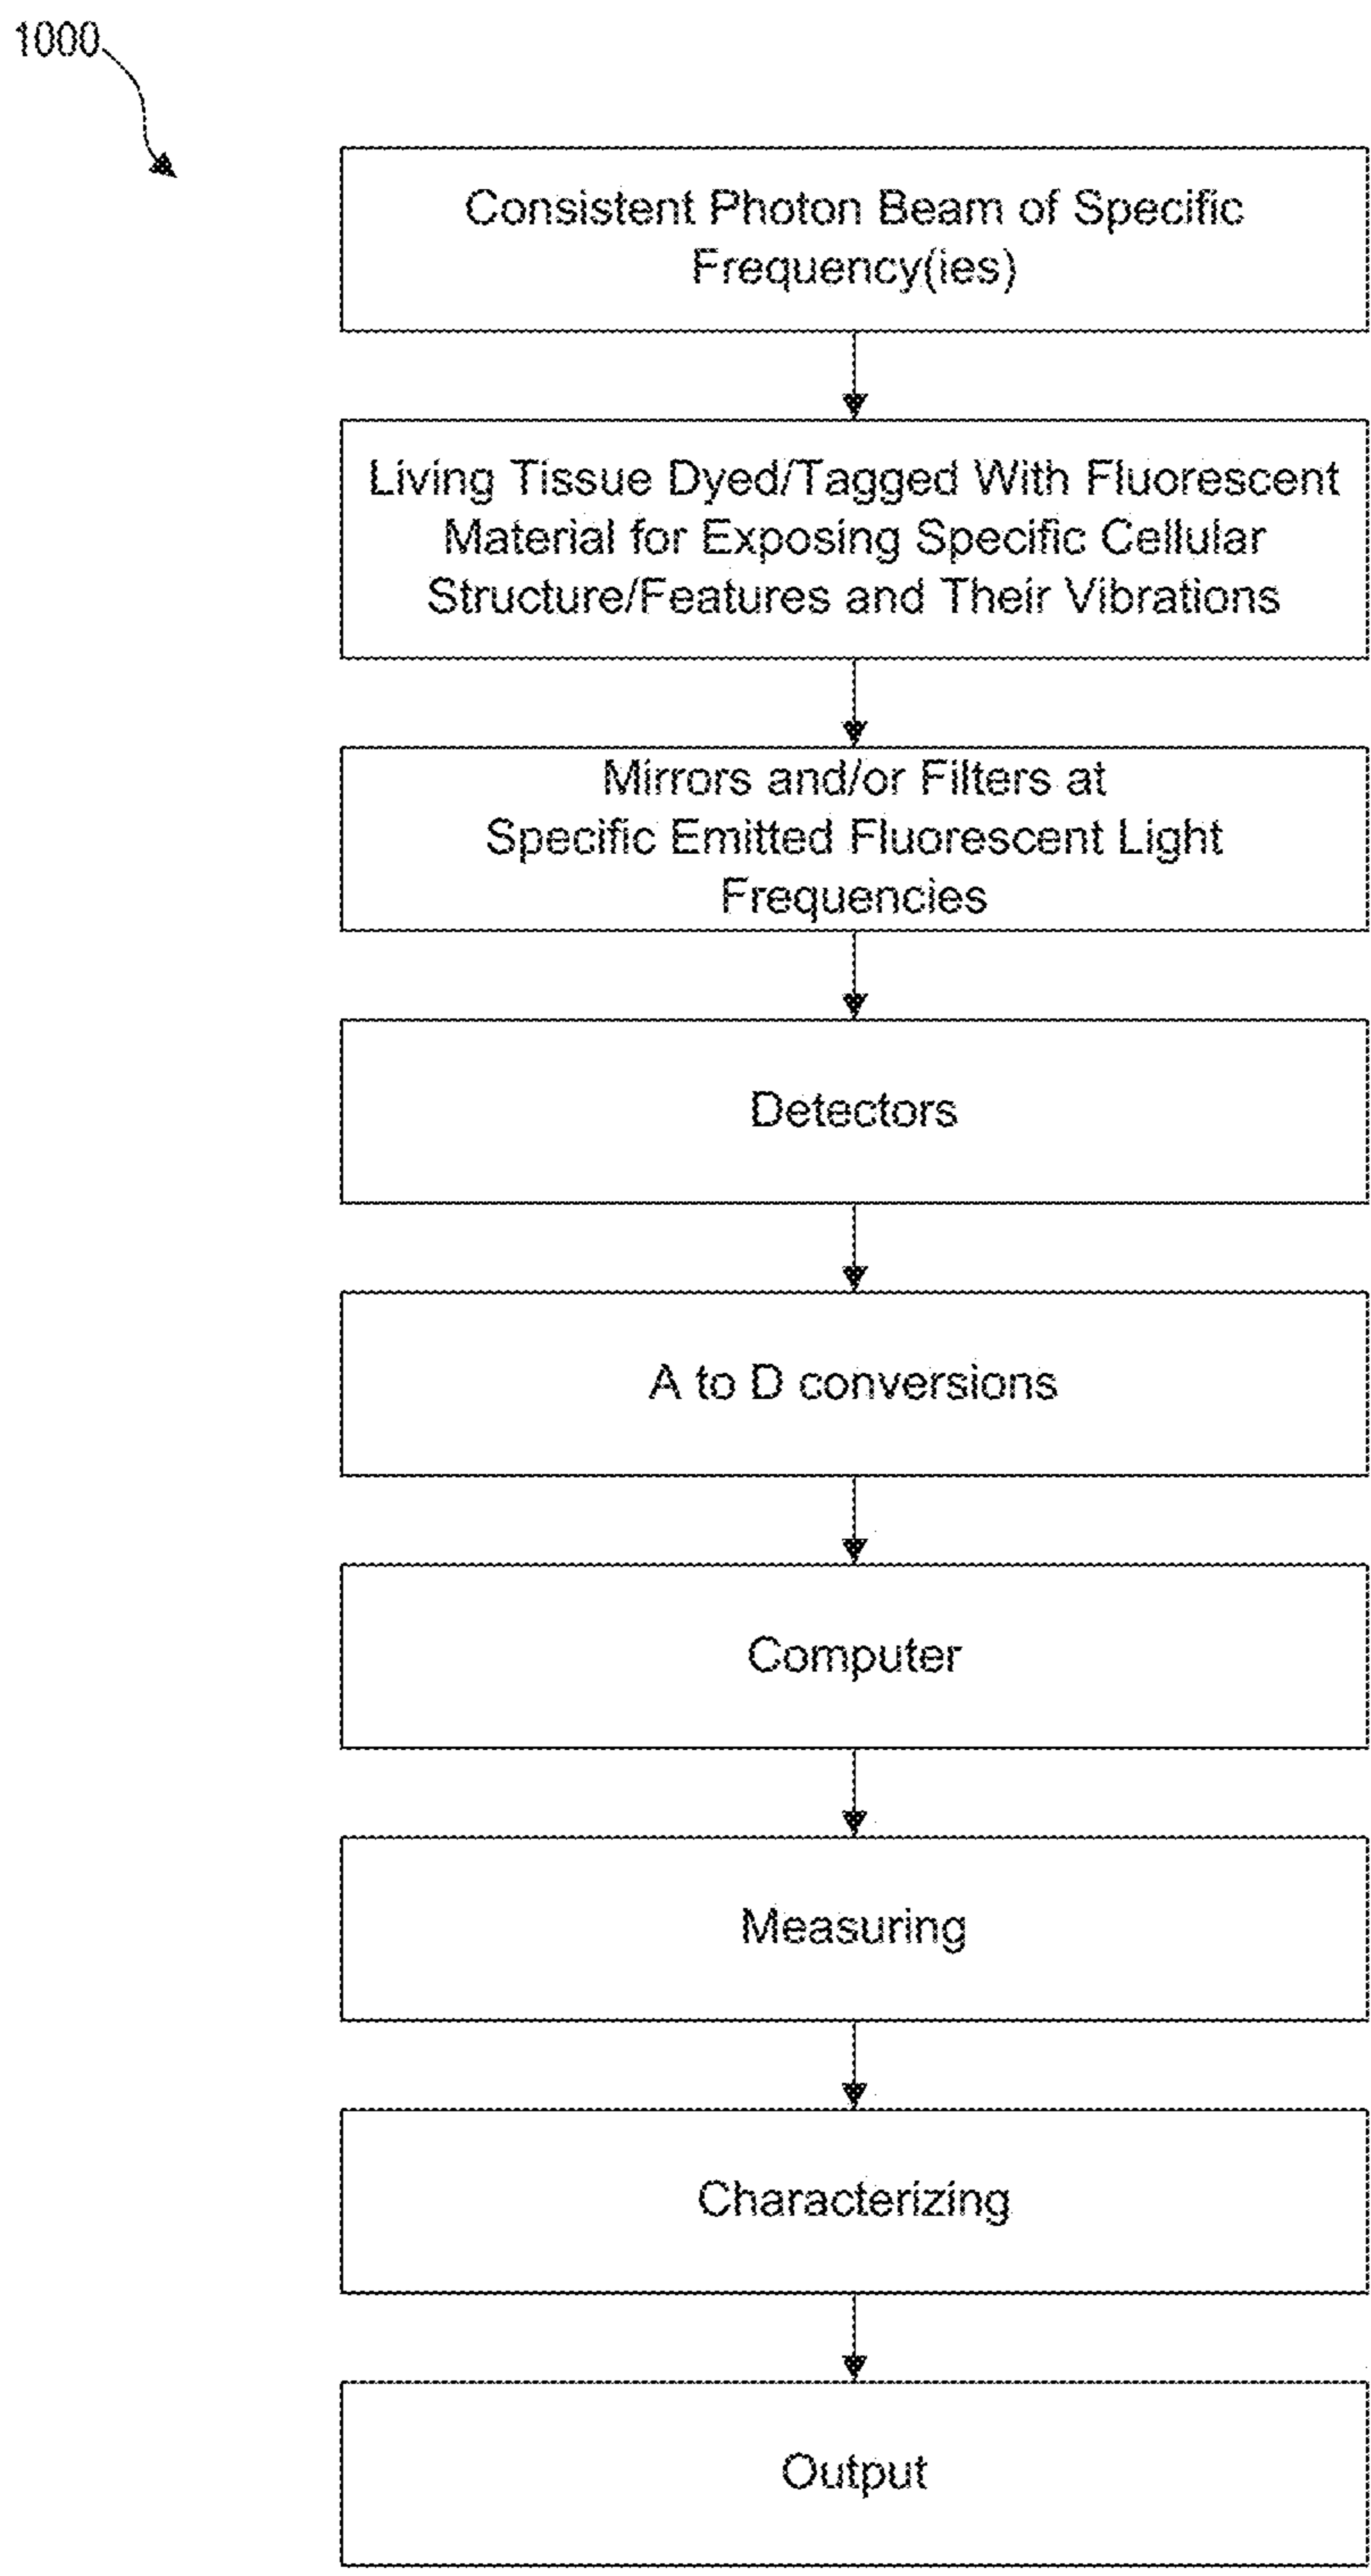 1000
Consistent Photon Beam of Specific
Frequency(ies)
Living Tissue Dyed/Tagged With Fluorescent
Material for Exposing Specific Cellular
Structure/Features and Their Vibrations
Mirrors and/or Filters at
Specific Emitted Fluorescent Light
Frequencies
Detectors
A to D conversions
Computer
Measuring
Characterizing
Output